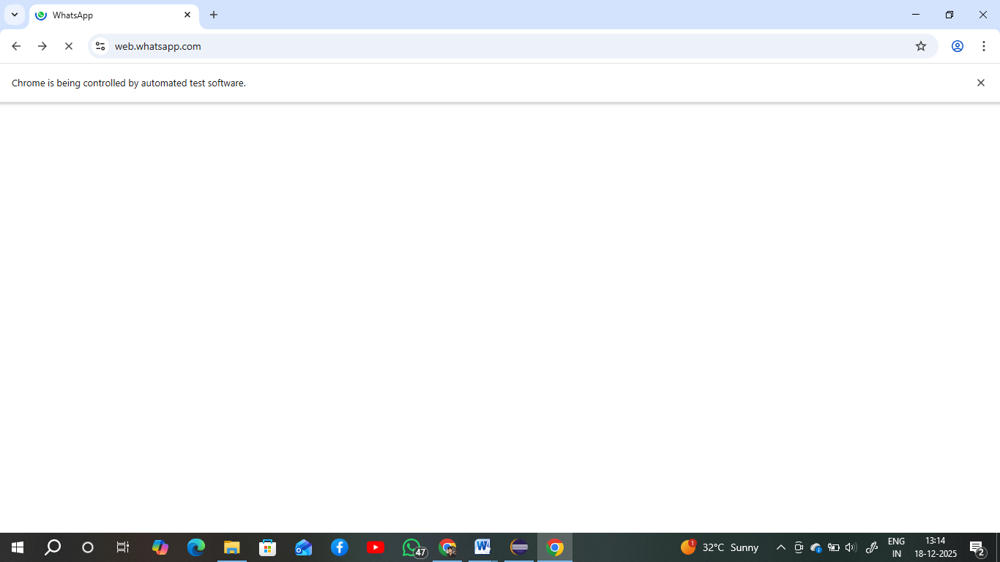 WhatsApp
web.whatsapp.com
Chrome is being controlled by automated test software.
47
1
32°C Sunny
ENG
IN
13:14
18-12-2025
2